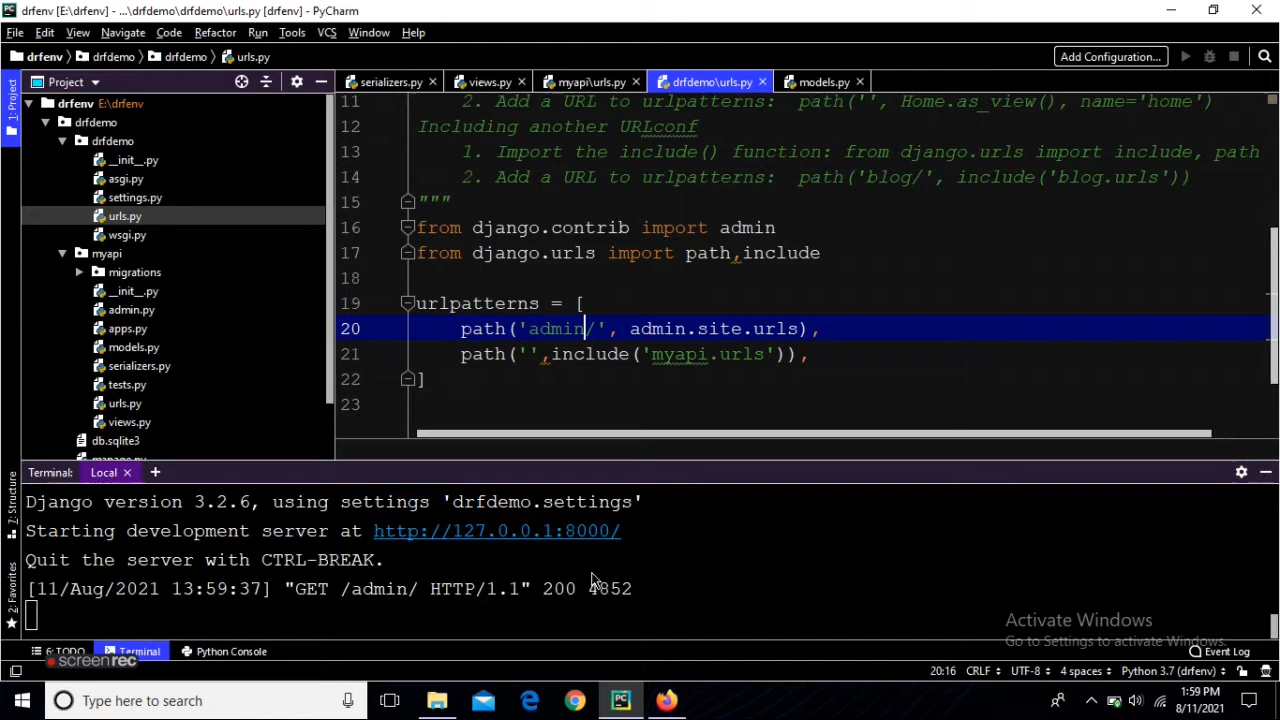 drfenv [E:\drfenv] - ...\drfdemo\drfdemo\urls.py [drfenv] - PyCharm
File Edit View Navigate Code Refactor Run Tools VCS Window Help
drfenv drfdemo drfdemo urls.py Add Configuration...
1: Project
Project serializers.py views.py myapi\urls.py drfdemo\urls.py models.py
drfenv E:\drfenv
drfdemo
drfdemo
__init__.py
asgi.py
settings.py
urls.py
wsgi.py
myapi
migrations
__init__.py
admin.py
apps.py
models.py
serializers.py
tests.py
urls.py
views.py
db.sqlite3
manage.py
11 2. Add a URL to urlpatterns: path('', Home.as_view(), name='home')
12 Including another URLconf
13 1. Import the include() function: from django.urls import include, path
14 2. Add a URL to urlpatterns: path('blog/', include('blog.urls'))
15 """
16 from django.contrib import admin
17 from django.urls import path,include
18
19 urlpatterns = [
20 path('admin/', admin.site.urls),
21 path('',include('myapi.urls')),
22 ]
23
Terminal: Local
Django version 3.2.6, using settings 'drfdemo.settings'
Starting development server at http://127.0.0.1:8000/
Quit the server with CTRL-BREAK.
[11/Aug/2021 13:59:37] "GET /admin/ HTTP/1.1" 200 4852
7: Structure
2: Favorites
Activate Windows
Go to Settings to activate Windows.
6: TODO Terminal Python Console Event Log
screenrec
20:16 CRLF UTF-8 4 spaces Python 3.7 (drfenv)
Type here to search
1:59 PM
8/11/2021